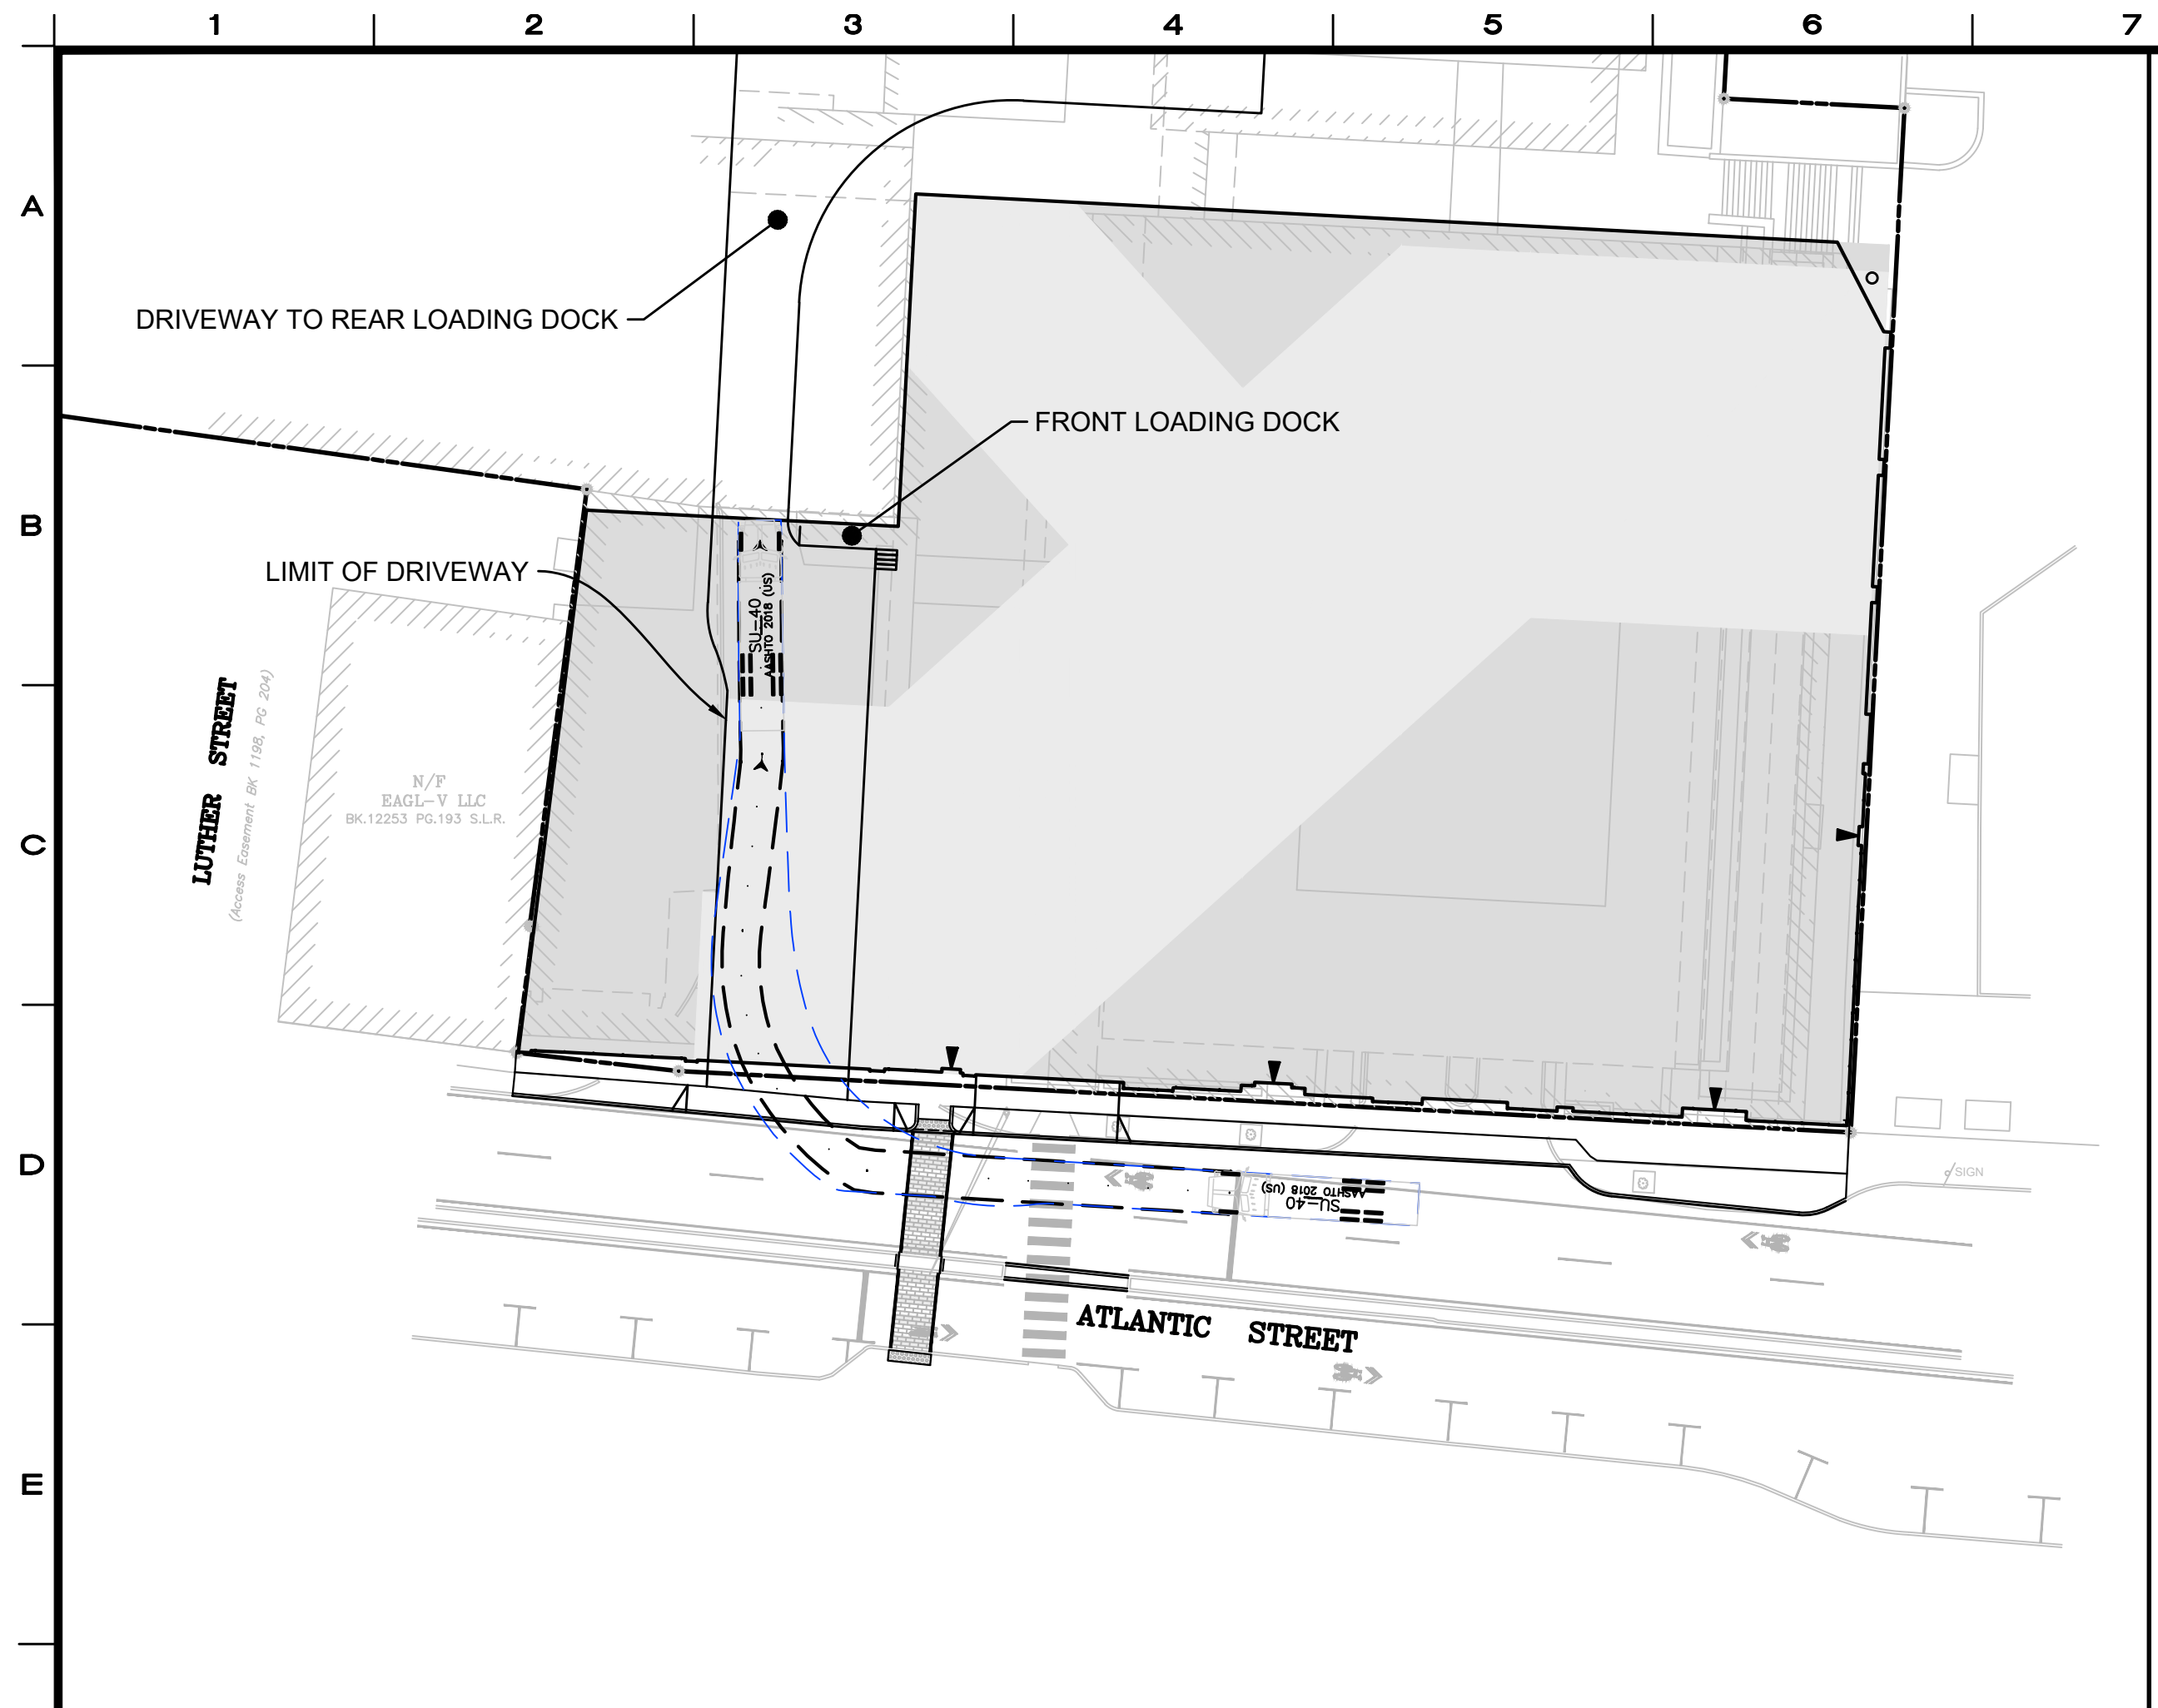 1 2 3 4 5 6 7
A
DRIVEWAY TO REAR LOADING DOCK
FRONT LOADING DOCK
B
LIMIT OF DRIVEWAY
SU-40
AASHTO 2018 (US)
LUTHER STREET
(Access Easement BK 1198, PG 204)
N/F
EAGL-V LLC
BK.12253 PG.193 S.L.R.
C
D
SIGN
AASHTO 2018 (US)
SU-40
ATLANTIC STREET
E